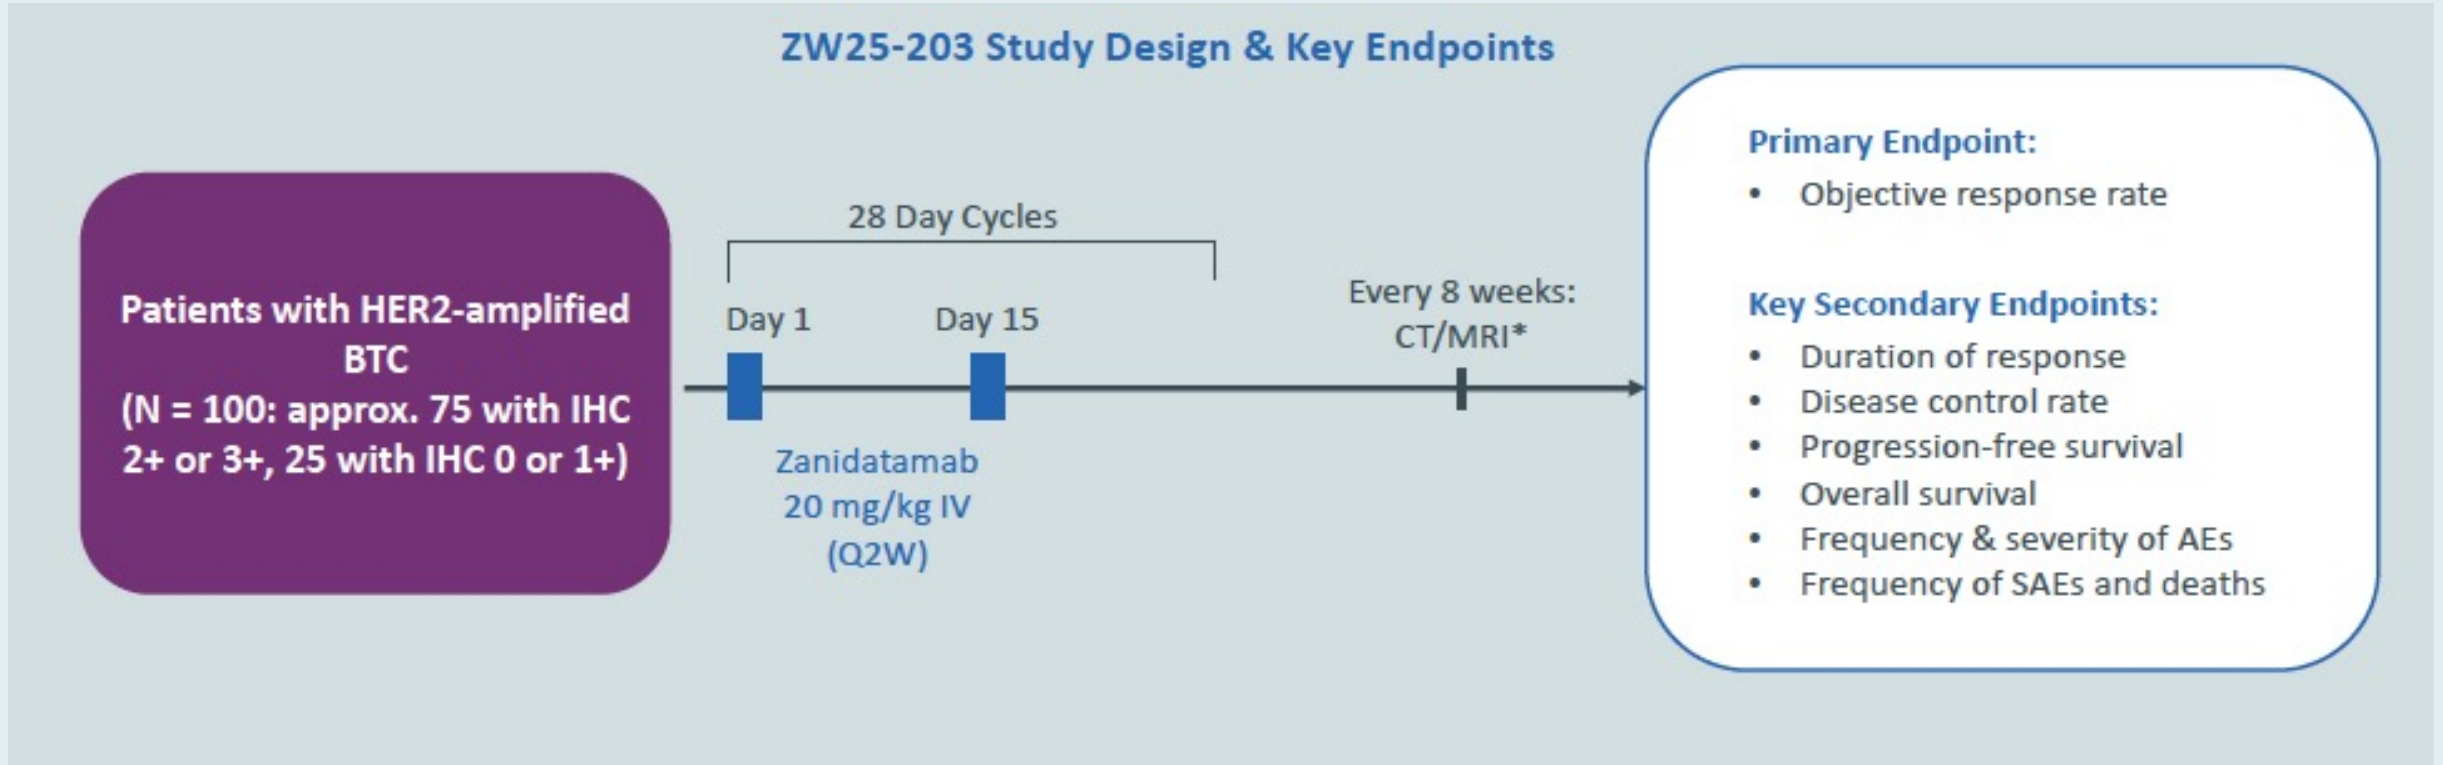 ZW25-203 Study Design & Key Endpoints
Patients with HER2-amplified
BTC
(N = 100: approx. 75 with IHC
2+ or 3+, 25 with IHC 0 or 1+)
28 Day Cycles
Day 1
Day 15
Zanidatamab
20 mg/kg IV
(Q2W)
Every 8 weeks:
CT/MRI*
Primary Endpoint:
• Objective response rate
Key Secondary Endpoints:
• Duration of response
• Disease control rate
• Progression-free survival
• Overall survival
• Frequency & severity of AEs
• Frequency of SAEs and deaths